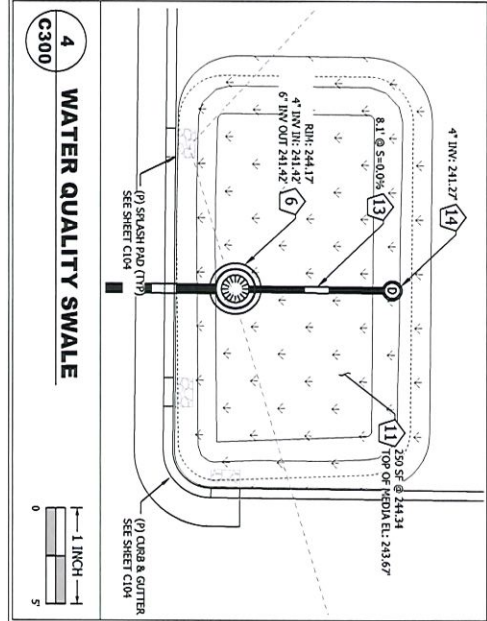 4" INV: 241.27'
14
8.1' @ S=0.0%
13
RIM: 244.17'
4" INV IN: 241.42'
6" INV OUT 241.42'
6
D
11
250 SF @ 244.34
TOP OF MEDIA EL: 243.67'
(P) SPLASH PAD (TYP)
SEE SHEET C104
(P) CURB & GUTTER
SEE SHEET C104
4
C300
WATER QUALITY SWALE
1 INCH
0
5'